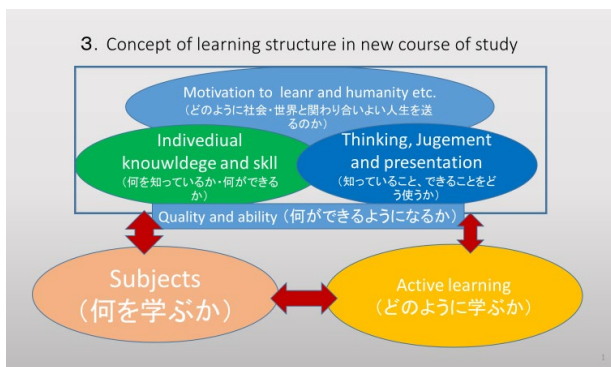 3. Concept of learning structure in new course of study
Motivation to leanr and humanity etc.
（どのように社会・世界と関わり合いよい人生を送
るのか）
Indivediual
knouwldege and skll
（何を知っているか・何ができる
か）
Thinking, Jugement
and presentation
（知っていること、できることをど
う使うか）
Quality and ability（何ができるようになるか）
Subjects
（何を学ぶか）
Active learning
（どのように学ぶか）
1